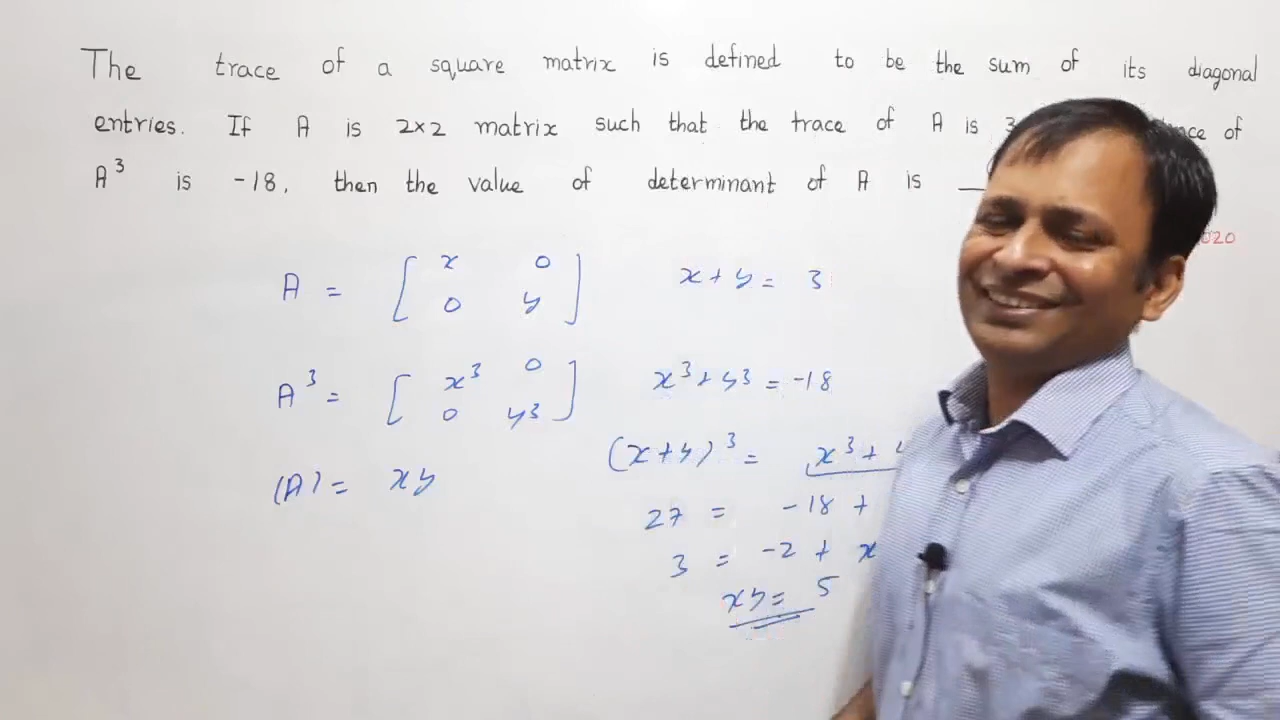 The trace of a square matrix is defined to be the sum of its diagonal
entries. If A is 2×2 matrix such that the trace of A is 3 of
A³ is -18, then the value of determinant of A is __
020
A = [ x 0
0 y ]
x + y = 3
A³ = [ x³ 0
0 y³ ]
x³ + y³ = -18
(x+y)³ = x³ +
|A| = xy
27 = -18 +
3 = -2 + x
xy = 5